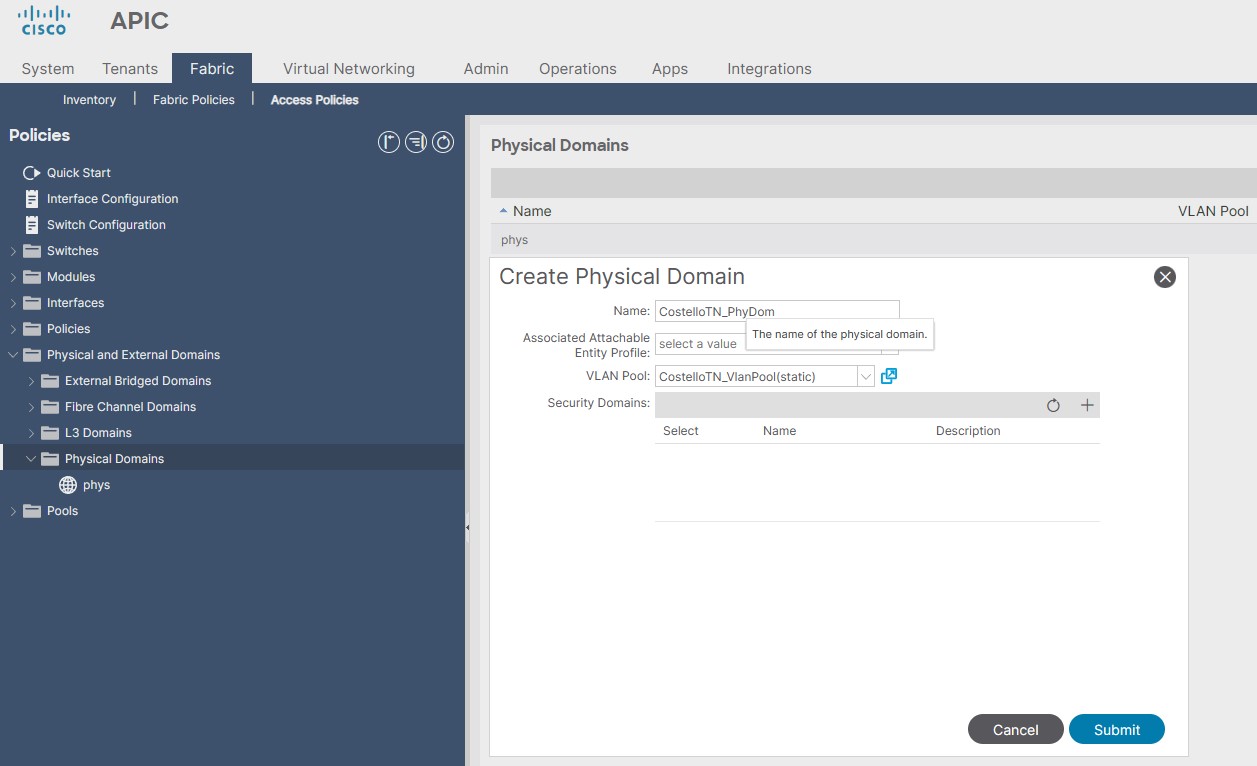 CISCO
APIC
System Tenants Fabric Virtual Networking Admin Operations Apps Integrations
Inventory | Fabric Policies | Access Policies
Policies
Quick Start
Interface Configuration
Switch Configuration
Switches
Modules
Interfaces
Policies
Physical and External Domains
External Bridged Domains
Fibre Channel Domains
L3 Domains
Physical Domains
phys
Pools
Physical Domains
Name VLAN Pool
phys
Create Physical Domain
Name: CostelloTN_PhyDom
The name of the physical domain.
Associated Attachable
Entity Profile: select a value
VLAN Pool: CostelloTN_VlanPool(static)
Security Domains:
Select Name Description
Cancel Submit